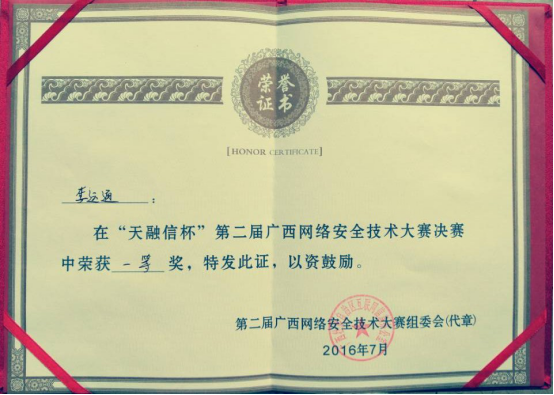 荣誉
证书
[HONOR CERTIFICATE]
李运通:
在“天融信杯”第二届广西网络安全技术大赛决赛
中荣获一等奖，特发此证，以资鼓励。
第二届广西网络安全技术大赛组委会(代章)
2016年7月